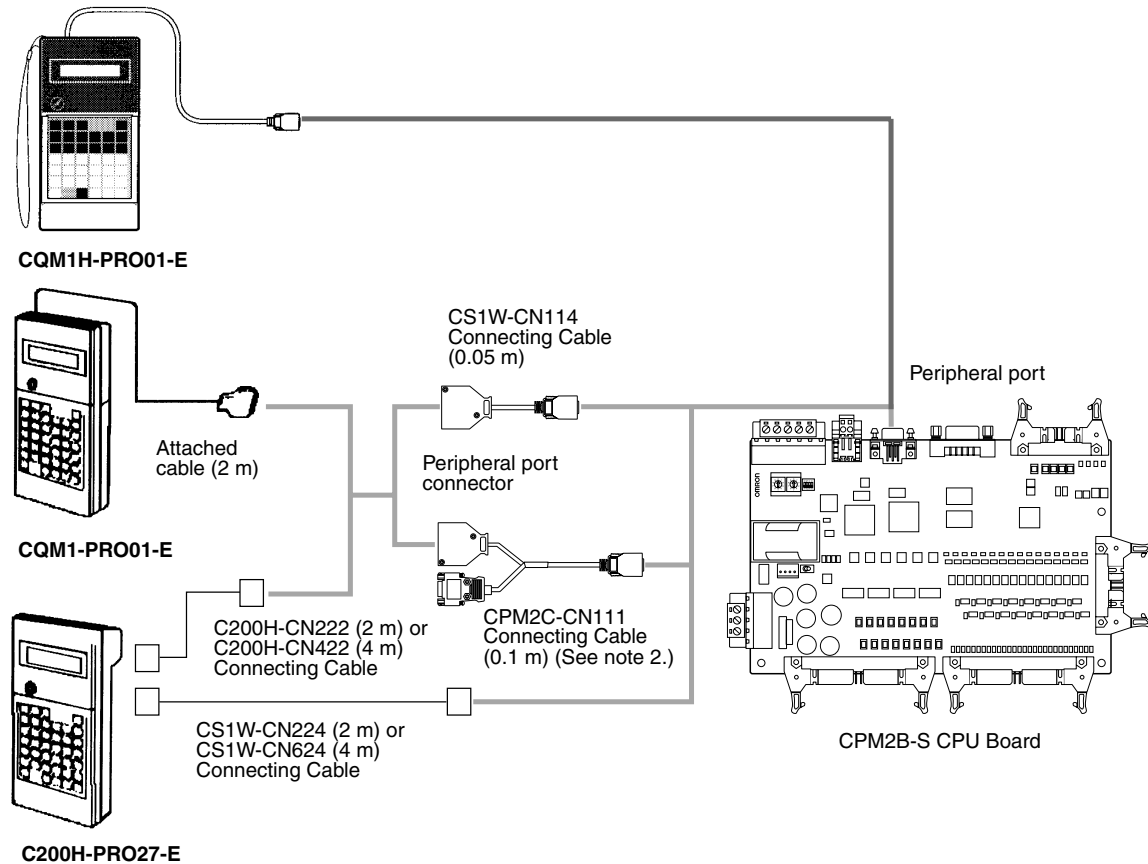 CQM1H-PRO01-E
CS1W-CN114
Connecting Cable
(0.05 m)
Peripheral port
Attached
cable (2 m)
Peripheral port
connector
OMRON
CQM1-PRO01-E
C200H-CN222 (2 m) or
C200H-CN422 (4 m)
Connecting Cable
CPM2C-CN111
Connecting Cable
(0.1 m) (See note 2.)
CS1W-CN224 (2 m) or
CS1W-CN624 (4 m)
Connecting Cable
CPM2B-S CPU Board
C200H-PRO27-E